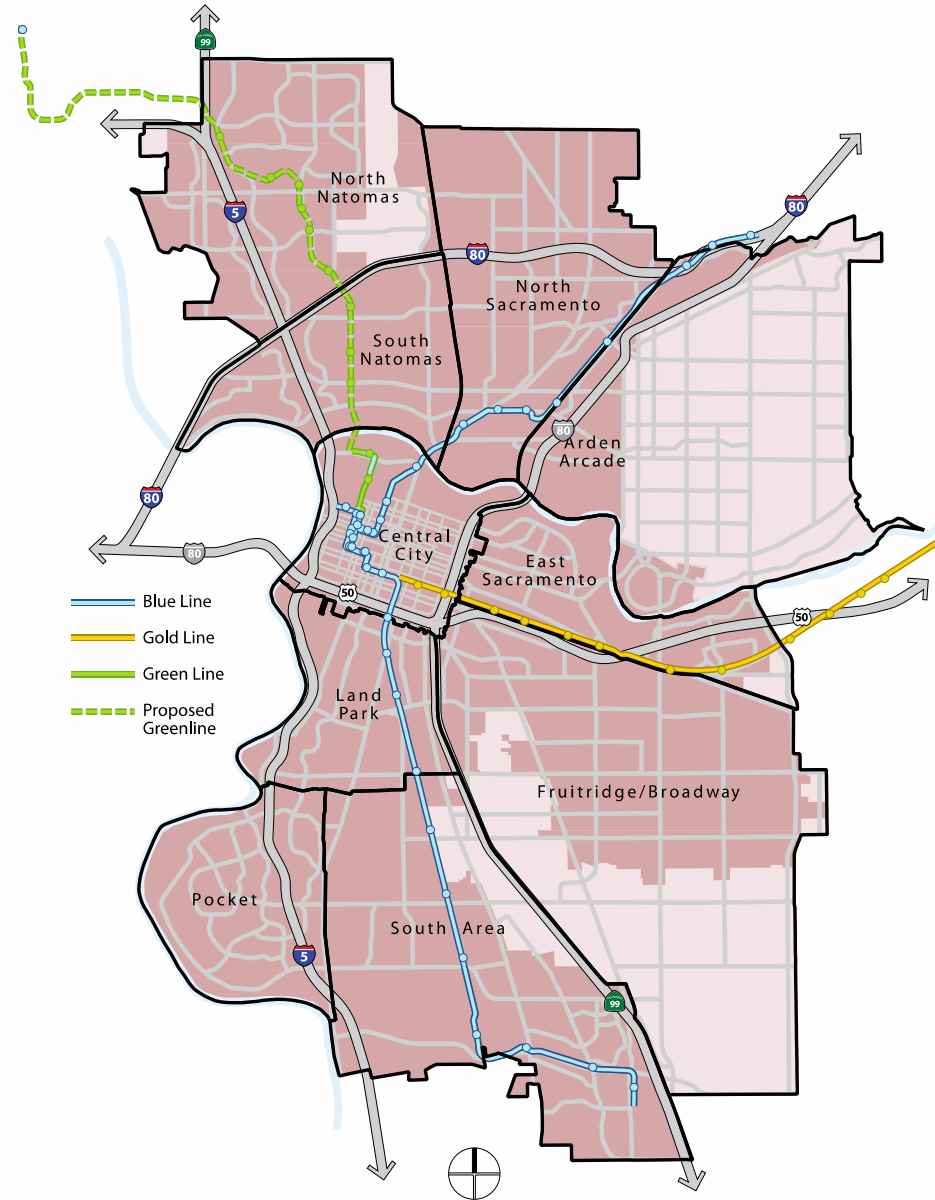 99
North
Natomas
5
80
80
North
Sacramento
South
Natomas
80
Arden
Arcade
80
80
Central
City
East
Sacramento
50
50
Blue Line
Gold Line
Green Line
Proposed
Greenline
Land
Park
Fruitridge/Broadway
Pocket
South Area
5
99